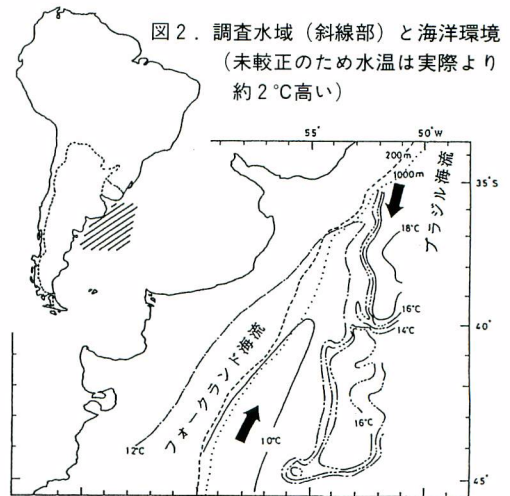 図2．調査水域（斜線部）と海洋環境
（未較正のため水温は実際より
約2℃高い）
55°
50°W
200m
1000m
35°S
ブラジル海流
18℃
16℃
14℃
40°
フォークランド海流
12℃
10℃
16℃
45°